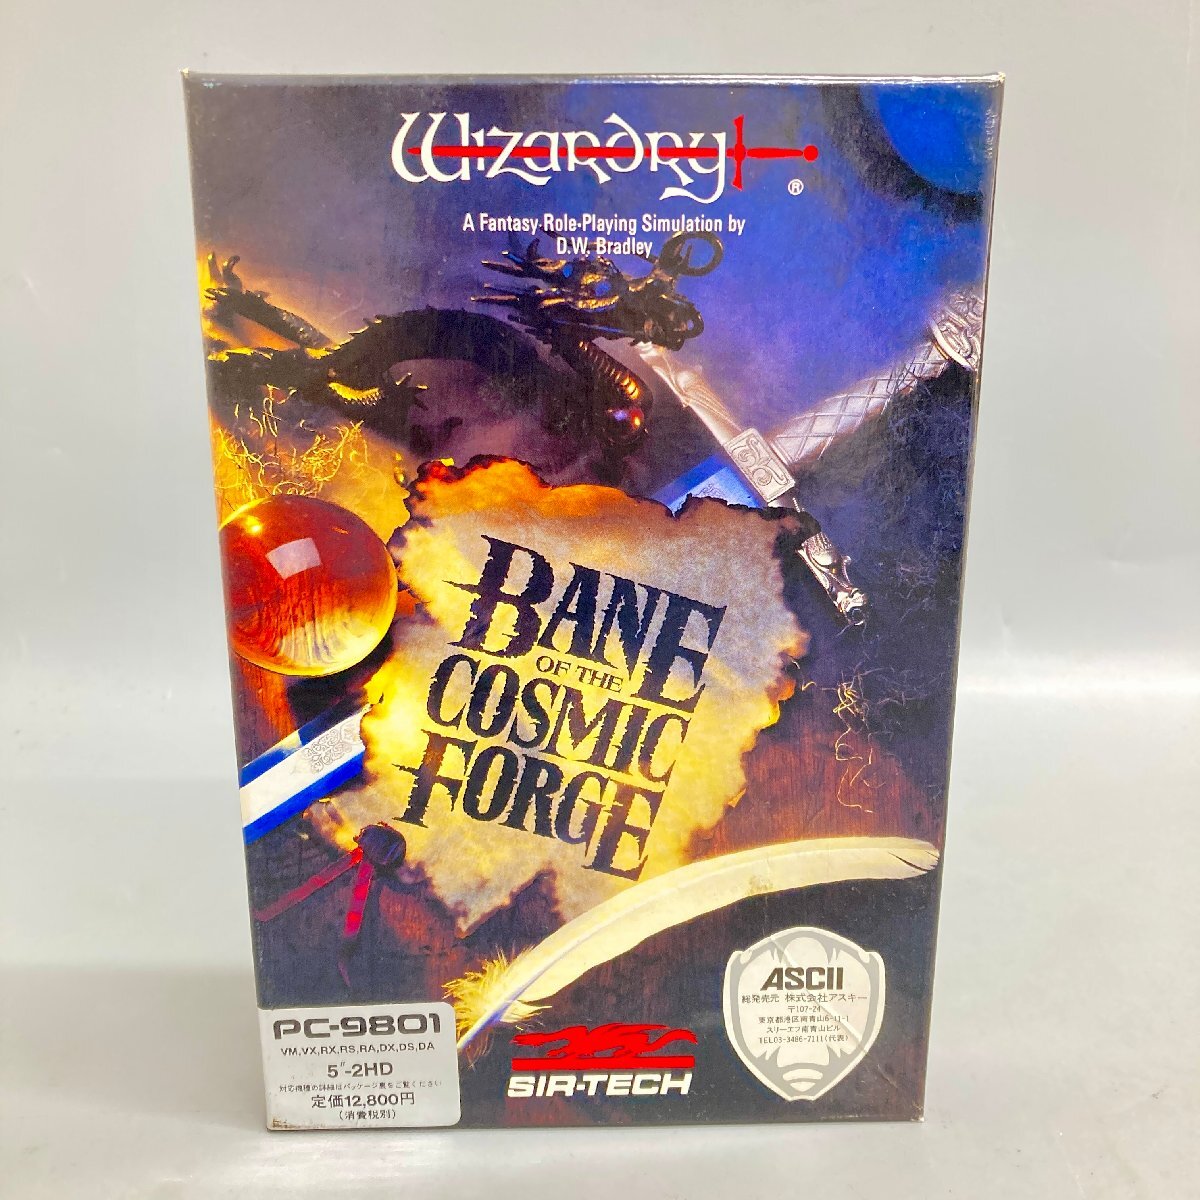 Wizardry
®
A Fantasy Role-Playing Simulation by
D.W. Bradley
BANE
OF THE
COSMIC
FORGE
PC-9801
VM,VX,RX,RS,RA,DX,DS,DA
5"-2HD
対応機種の詳細はパッケージ裏をご覧ください
定価12,800円
(消費税別)
SIR-TECH
ASCII
総発売元 株式会社アスキー
〒107-24
東京都港区南青山6-11-1
スリーエフ南青山ビル
TEL03-3486-7111(代表)